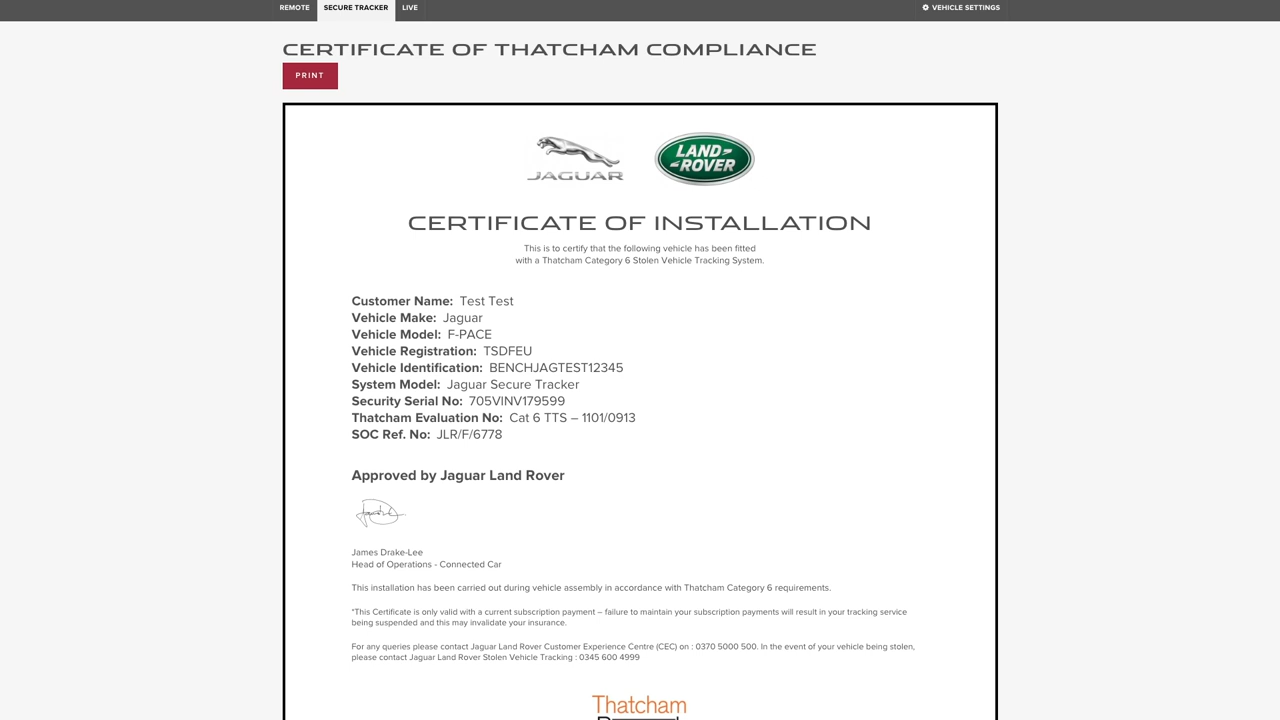 REMOTE SECURE TRACKER LIVE VEHICLE SETTINGS
CERTIFICATE OF THATCHAM COMPLIANCE
PRINT
JAGUAR
LAND-
-ROVER
CERTIFICATE OF INSTALLATION
This is to certify that the following vehicle has been fitted
with a Thatcham Category 6 Stolen Vehicle Tracking System.
Customer Name: Test Test
Vehicle Make: Jaguar
Vehicle Model: F-PACE
Vehicle Registration: TSDFEU
Vehicle Identification: BENCHJAGTEST12345
System Model: Jaguar Secure Tracker
Security Serial No: 705VINV179599
Thatcham Evaluation No: Cat 6 TTS – 1101/0913
SOC Ref. No: JLR/F/6778
Approved by Jaguar Land Rover
James Drake-Lee
Head of Operations - Connected Car
This installation has been carried out during vehicle assembly in accordance with Thatcham Category 6 requirements.
*This Certificate is only valid with a current subscription payment – failure to maintain your subscription payments will result in your tracking service
being suspended and this may invalidate your insurance.
For any queries please contact Jaguar Land Rover Customer Experience Centre (CEC) on : 0370 5000 500. In the event of your vehicle being stolen,
please contact Jaguar Land Rover Stolen Vehicle Tracking : 0345 600 4999
Thatcham